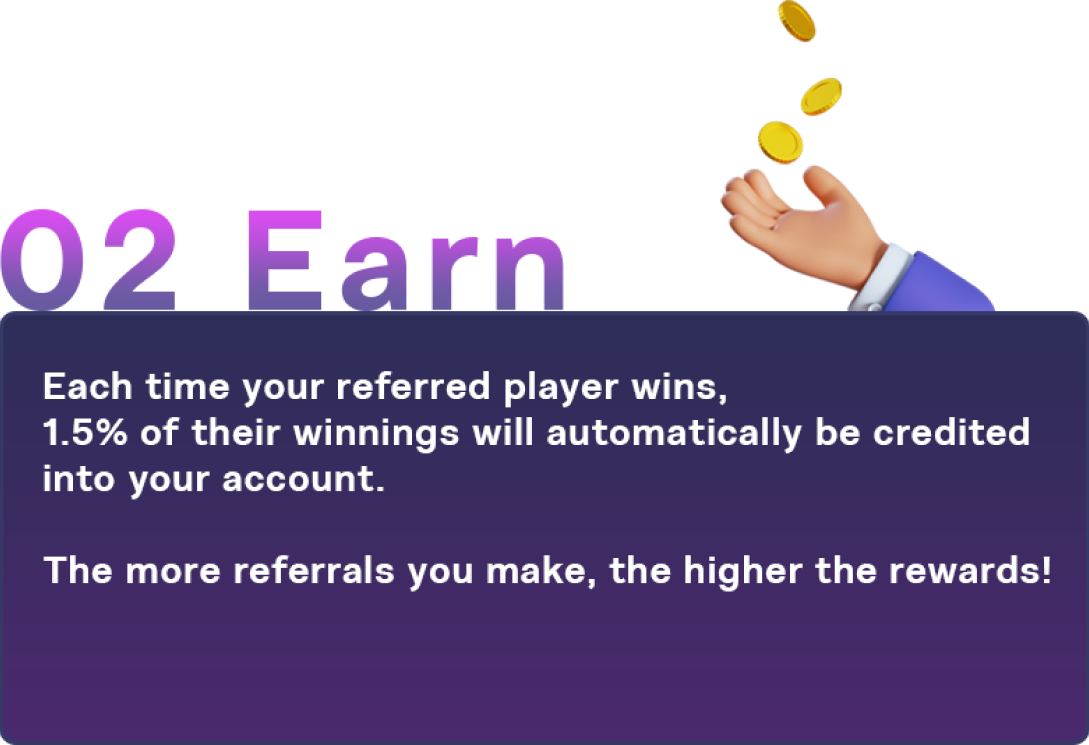 02 Earn
Each time your referred player wins,
1.5% of their winnings will automatically be credited
into your account.
The more referrals you make, the higher the rewards!